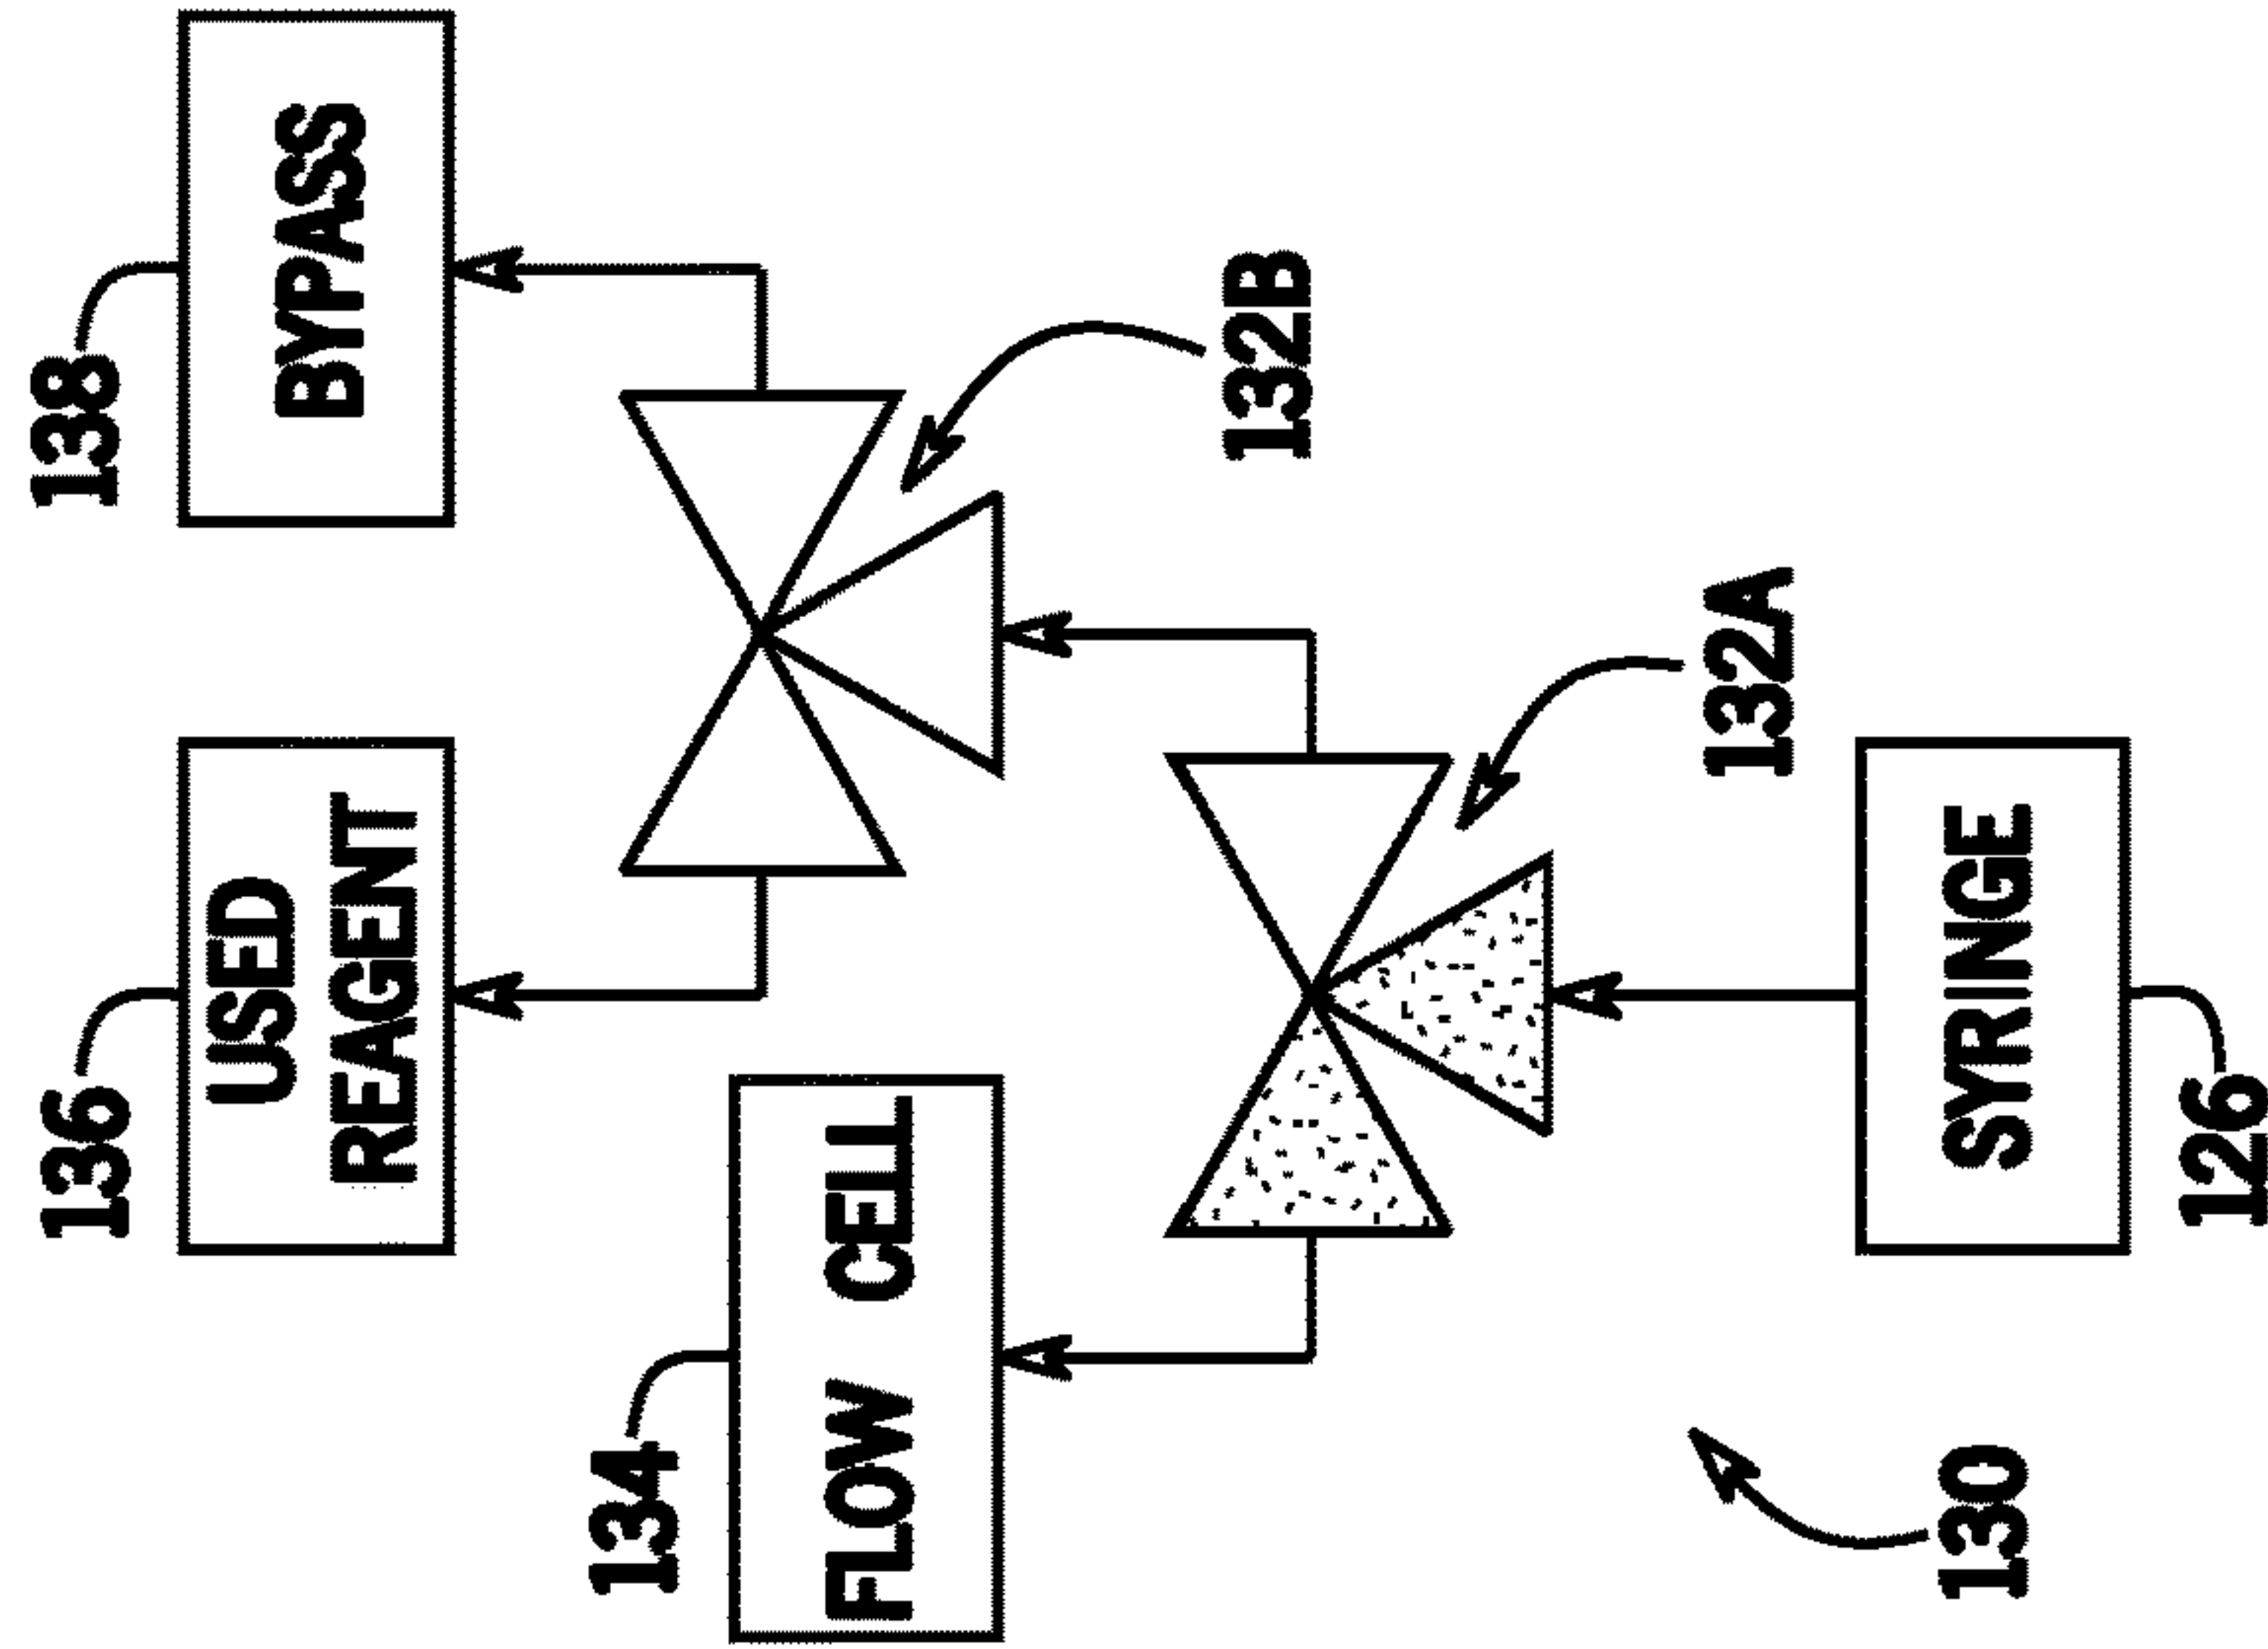 138
BYPASS
136
USED
REAGENT
132B
134
FLOW CELL
132A
SYRINGE
126
130